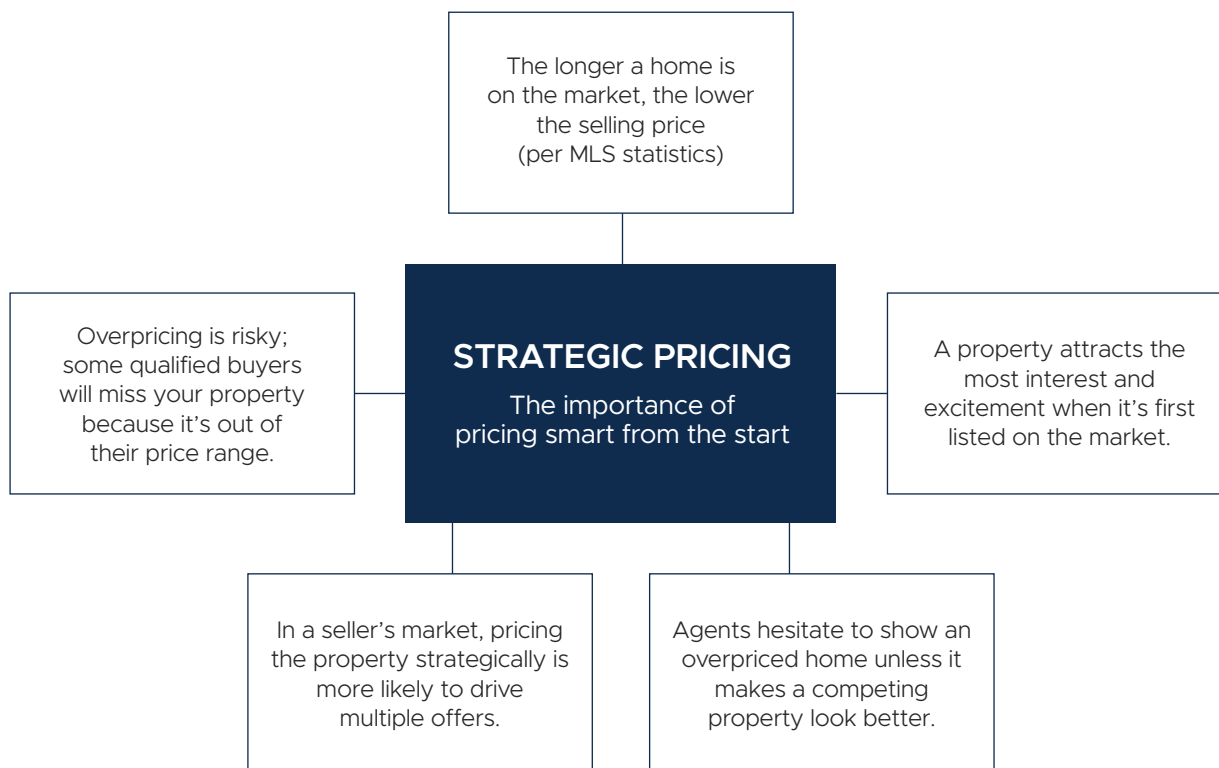 The longer a home is
on the market, the lower
the selling price
(per MLS statistics)
Overpricing is risky;
some qualified buyers
will miss your property
because it’s out of
their price range.
STRATEGIC PRICING
The importance of
pricing smart from the start
A property attracts the
most interest and
excitement when it’s first
listed on the market.
In a seller’s market, pricing
the property strategically is
more likely to drive
multiple offers.
Agents hesitate to show an
overpriced home unless it
makes a competing
property look better.